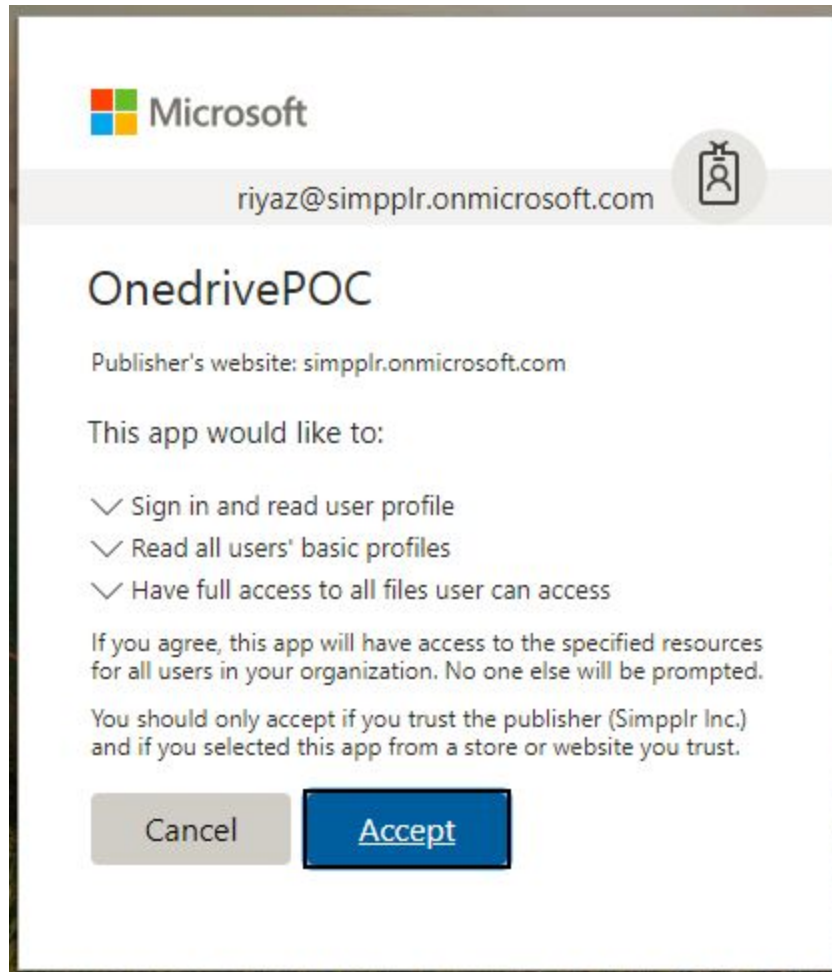 Microsoft
riyaz@simpplr.onmicrosoft.com
OnedrivePOC
Publisher's website: simpplr.onmicrosoft.com
This app would like to:
Sign in and read user profile
Read all users' basic profiles
Have full access to all files user can access
If you agree, this app will have access to the specified resources
for all users in your organization. No one else will be prompted.
You should only accept if you trust the publisher (Simpplr Inc.)
and if you selected this app from a store or website you trust.
Cancel Accept